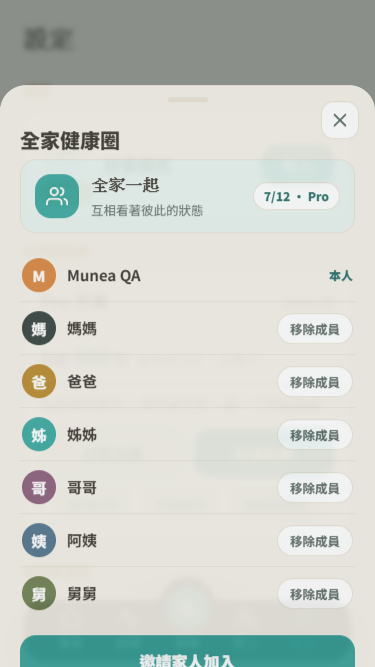 設定
全家健康圈
全家一起
互相看著彼此的狀態
7/12 · Pro
M Munea QA 本人
媽 媽媽 移除成員
爸 爸爸 移除成員
姊 姊姊 移除成員
哥 哥哥 移除成員
姨 阿姨 移除成員
舅 舅舅 移除成員
邀請家人加入